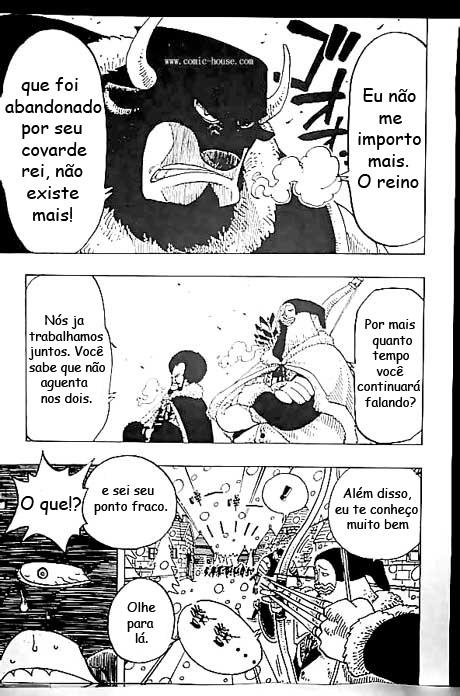 www.comic-house.com
Eu não
me
importo
mais.
O reino
que foi
abandonado
por seu
covarde
rei, não
existe
mais!
Por mais
quanto
tempo
você
continuará
falando?
Nós ja
trabalhamos
juntos. Você
sabe que não
aguenta
nos dois.
Além disso,
eu te conheço
muito bem
!
e sei seu
ponto fraco.
Olhe
para
lá.
O que!?